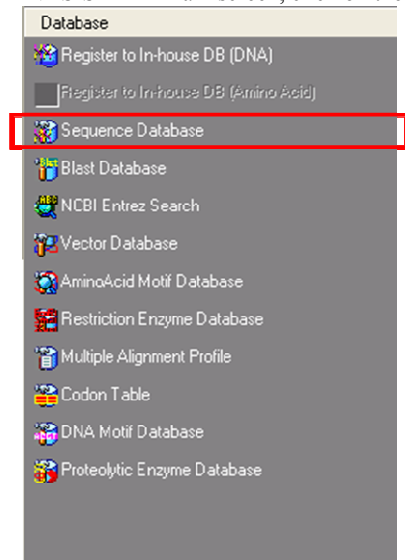 Database
Register to In-house DB (DNA)
Register to In-house DB (Amino Acid)
Sequence Database
Blast Database
NCBI Entrez Search
Vector Database
AminoAcid Motif Database
Restriction Enzyme Database
Multiple Alignment Profile
Codon Table
DNA Motif Database
Proteolytic Enzyme Database